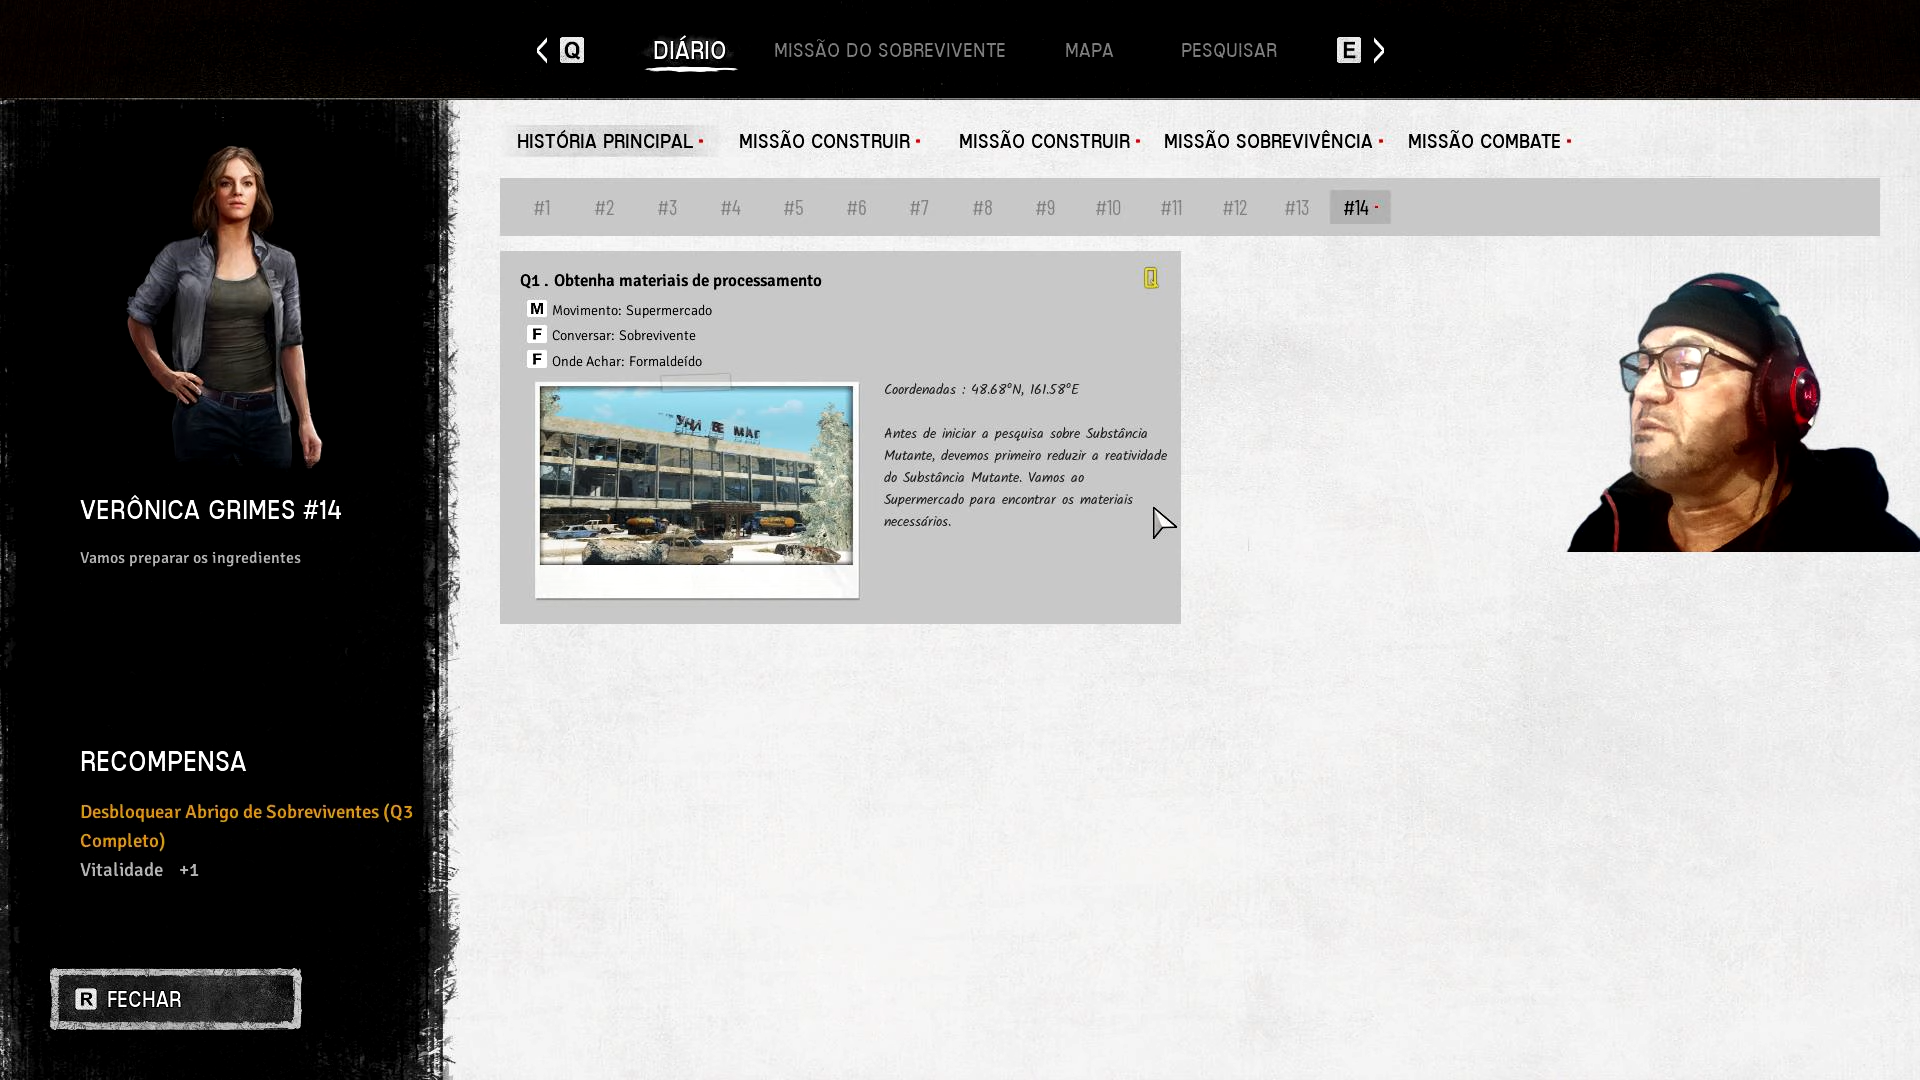 Q
DIÁRIO
MISSÃO DO SOBREVIVENTE
MAPA
PESQUISAR
E
HISTÓRIA PRINCIPAL
MISSÃO CONSTRUIR
MISSÃO CONSTRUIR
MISSÃO SOBREVIVÊNCIA
MISSÃO COMBATE
#1
#2
#3
#4
#5
#6
#7
#8
#9
#10
#11
#12
#13
#14
Q1 . Obtenha materiais de processamento
M Movimento: Supermercado
F Conversar: Sobrevivente
F Onde Achar: Formaldeído
Coordenadas : 48.68°N, 161.58°E
Antes de iniciar a pesquisa sobre Substância
Mutante, devemos primeiro reduzir a reatividade
do Substância Mutante. Vamos ao
Supermercado para encontrar os materiais
necessários.
VERÔNICA GRIMES #14
Vamos preparar os ingredientes
RECOMPENSA
Desbloquear Abrigo de Sobreviventes (Q3
Completo)
Vitalidade +1
R FECHAR